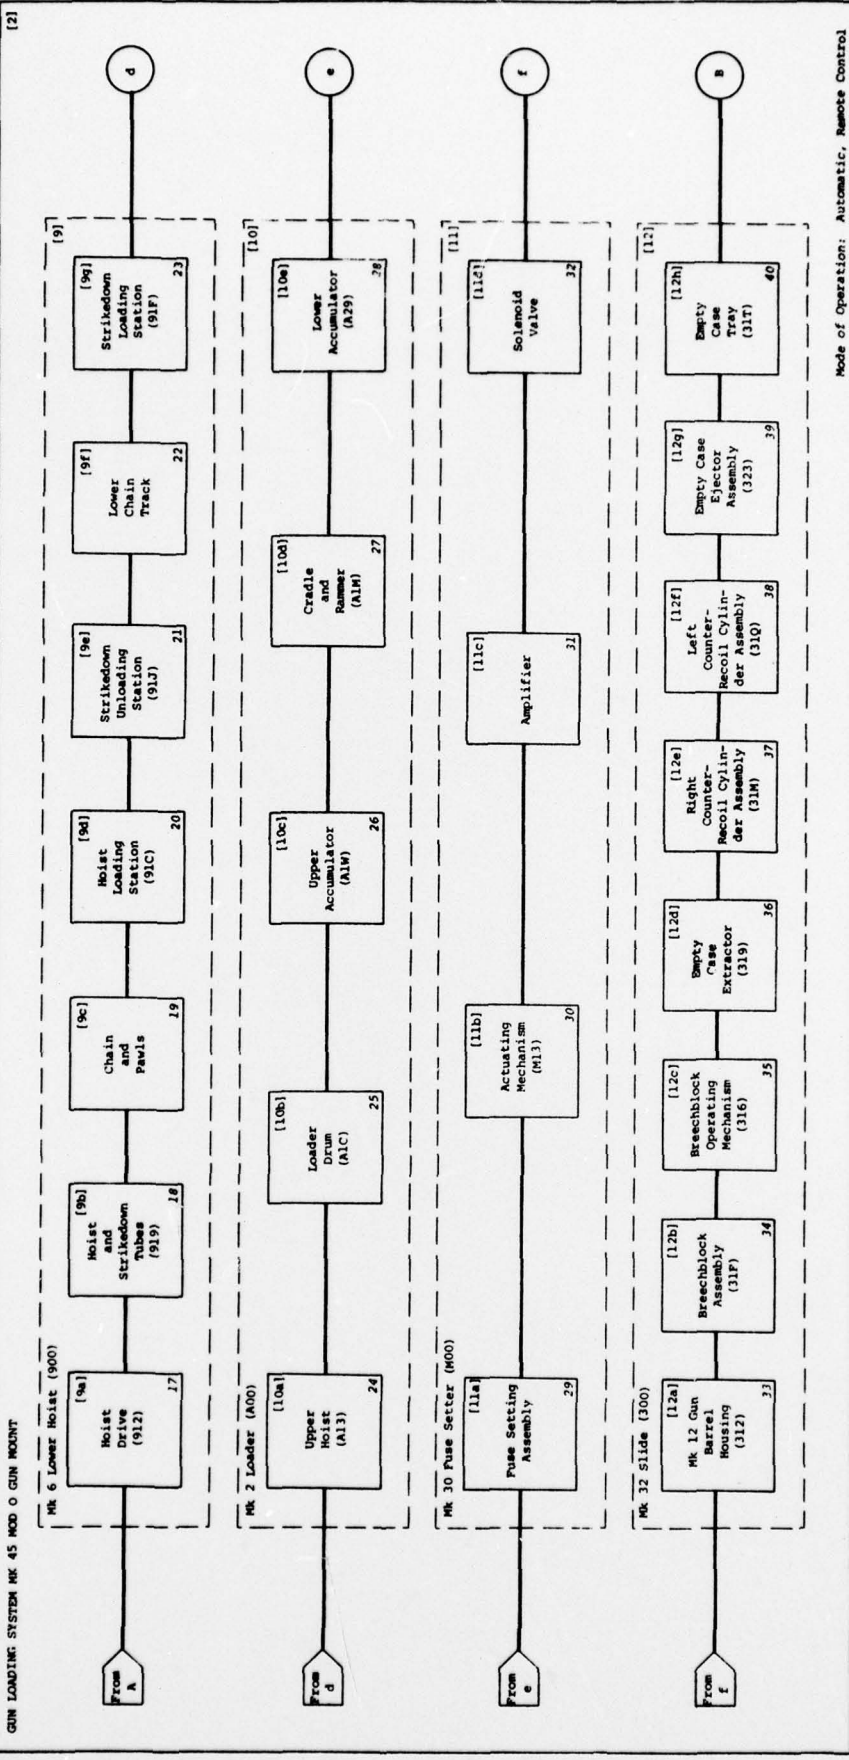 GUN LOADING SYSTEM MK 45 MOD O GUN MOUNT
[2]
Mk 6 Lower Hoist (900)
[9]
From
A
[9a]
Hoist
Drive
(912)
17
[9b]
Hoist
and
Strikedown
Tubes
(919)
18
[9c]
Chain
and
Pawls
19
[9d]
Hoist
Loading
Station
(91C)
20
[9e]
Strikedown
Unloading
Station
(91J)
21
[9f]
Lower
Chain
Track
22
[9g]
Strikedown
Loading
Station
(91F)
23
d
Mk 2 Loader (A00)
[10]
From
d
[10a]
Upper
Hoist
(A13)
24
[10b]
Loader
Drum
(A1C)
25
[10c]
Upper
Accumulator
(A1W)
26
[10d]
Cradle
and
Rammer
(A1M)
27
[10e]
Lower
Accumulator
(A29)
28
e
Mk 30 Fuse Setter (M00)
[11]
From
e
[11a]
Fuse Setting
Assembly
29
[11b]
Actuating
Mechanism
(M13)
30
[11c]
Amplifier
31
[11d]
Solenoid
Valve
32
f
Mk 32 Slide (300)
[12]
From
f
[12a]
Mk 12 Gun
Barrel
Housing
(312)
33
[12b]
Breechblock
Assembly
(31F)
34
[12c]
Breechblock
Operating
Mechanism
(316)
35
[12d]
Empty
Case
Extractor
(319)
36
[12e]
Right
Counter-
Recoil Cylin-
der Assembly
(31M)
37
[12f]
Left
Counter-
Recoil Cylin-
der Assembly
(31Q)
38
[12g]
Empty Case
Ejector
Assembly
(323)
39
[12h]
Empty
Case
Tray
(31T)
40
B
Mode of Operation: Automatic, Remote Control